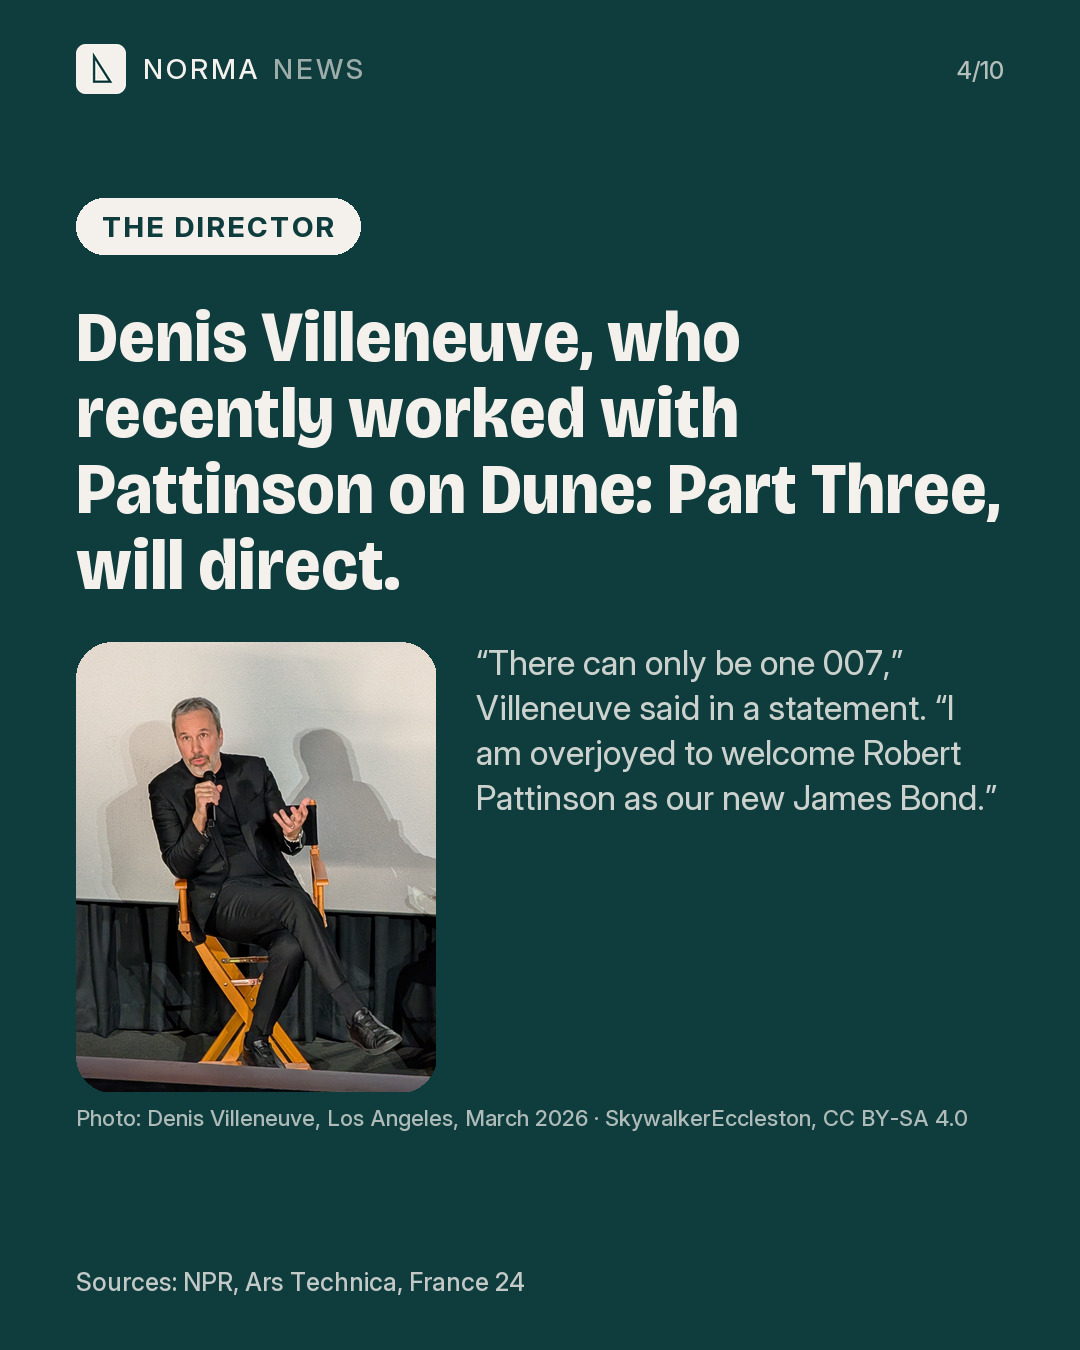 NORMA NEWS
4/10
THE DIRECTOR
Denis Villeneuve, who
recently worked with
Pattinson on Dune: Part Three,
will direct.
“There can only be one 007,”
Villeneuve said in a statement. “I
am overjoyed to welcome Robert
Pattinson as our new James Bond.”
Photo: Denis Villeneuve, Los Angeles, March 2026 · SkywalkerEccleston, CC BY-SA 4.0
Sources: NPR, Ars Technica, France 24